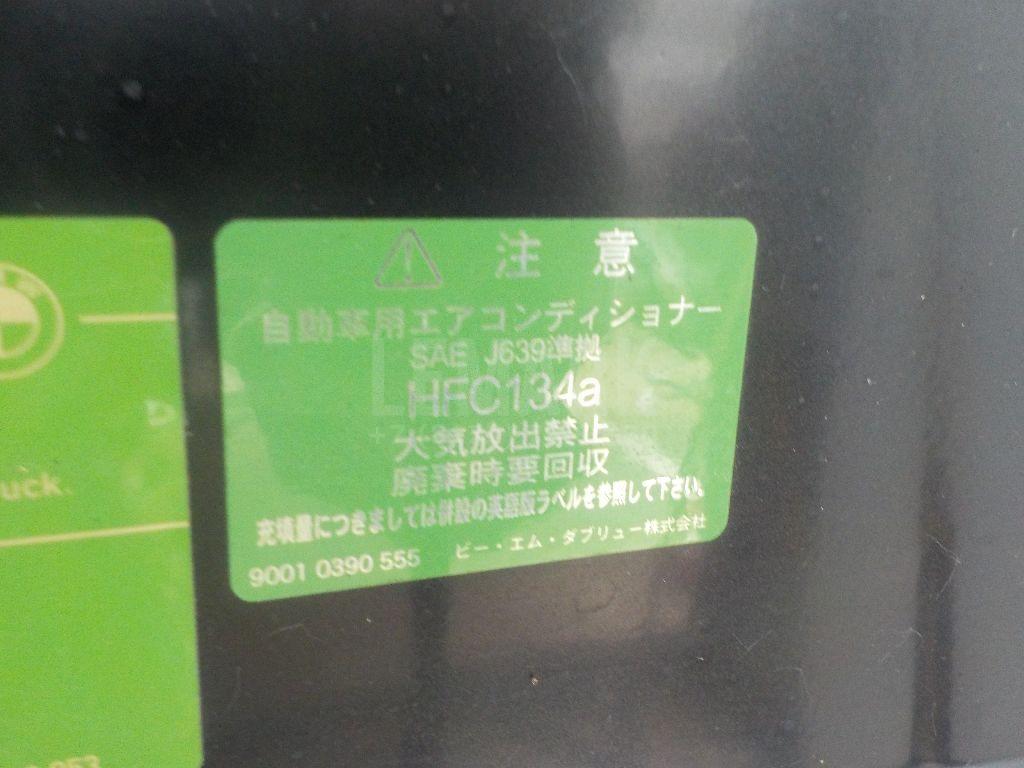 注 意
自動車用エアコンディショナー
SAE J639準拠
HFC134a
大気放出禁止
廃棄時要回収
充填量につきましては併設の英語版ラベルを参照して下さい。
9001 0390 555 ビー・エム・ダブリュー株式会社
uck.